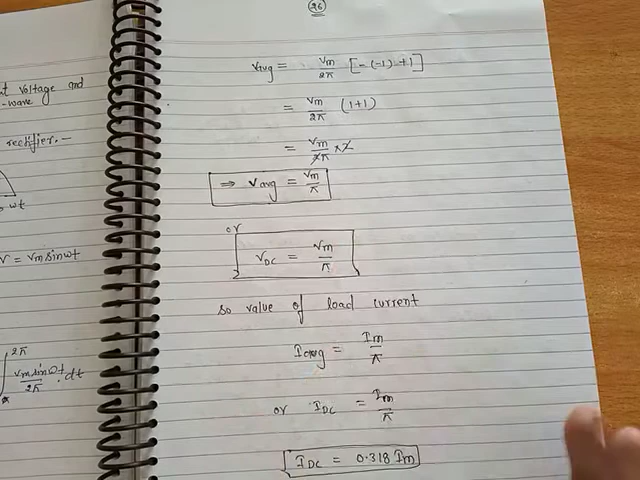 nt voltage and
-wave
rectifier.-
ωt
v = Vm sinωt
∫ 2π Vm sinωt / 2π . dt
26
Vavg = Vm/2π [-(-1)+1]
= Vm/2π (1+1)
= Vm/2π × 2
⇒ Vavg = Vm/π
or
VDC = Vm/π
so value of load current
Iavg = Im/π
or IDC = Im/π
IDC = 0.318 Im